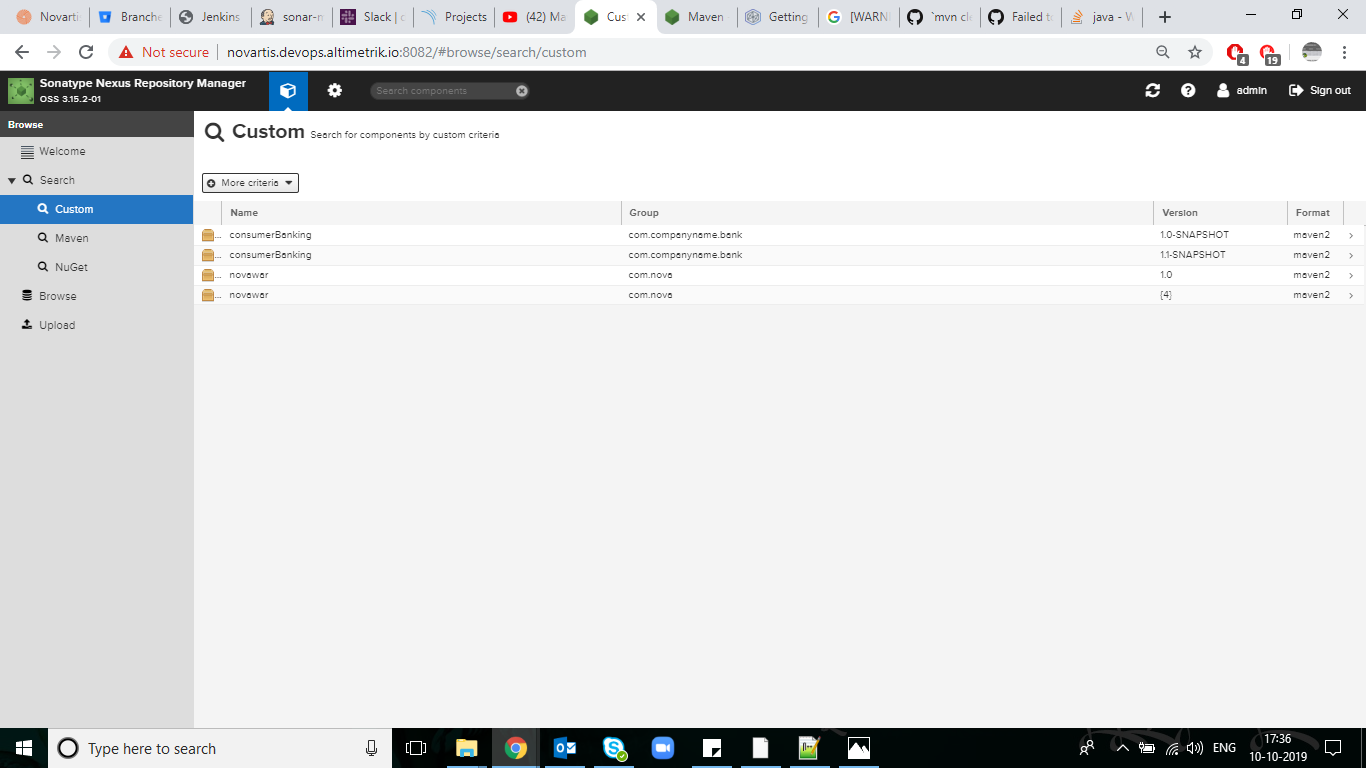 Novarti Branche Jenkins sonar-n Slack | Projects (42) Ma Cus Maven Getting [WARN `mvn cle Failed t java - W
Not secure novartis.devops.altimetrik.io:8082/#browse/search/custom 4 19
Sonatype Nexus Repository Manager
OSS 3.15.2-01
Search components admin Sign out
Browse
Welcome
Search
Custom
Maven
NuGet
Browse
Upload
Custom Search for components by custom criteria
More criteria
Name Group Version Format
consumerBanking com.companyname.bank 1.0-SNAPSHOT maven2
consumerBanking com.companyname.bank 1.1-SNAPSHOT maven2
novawar com.nova 1.0 maven2
novawar com.nova {4} maven2
Type here to search ENG 17:36
10-10-2019